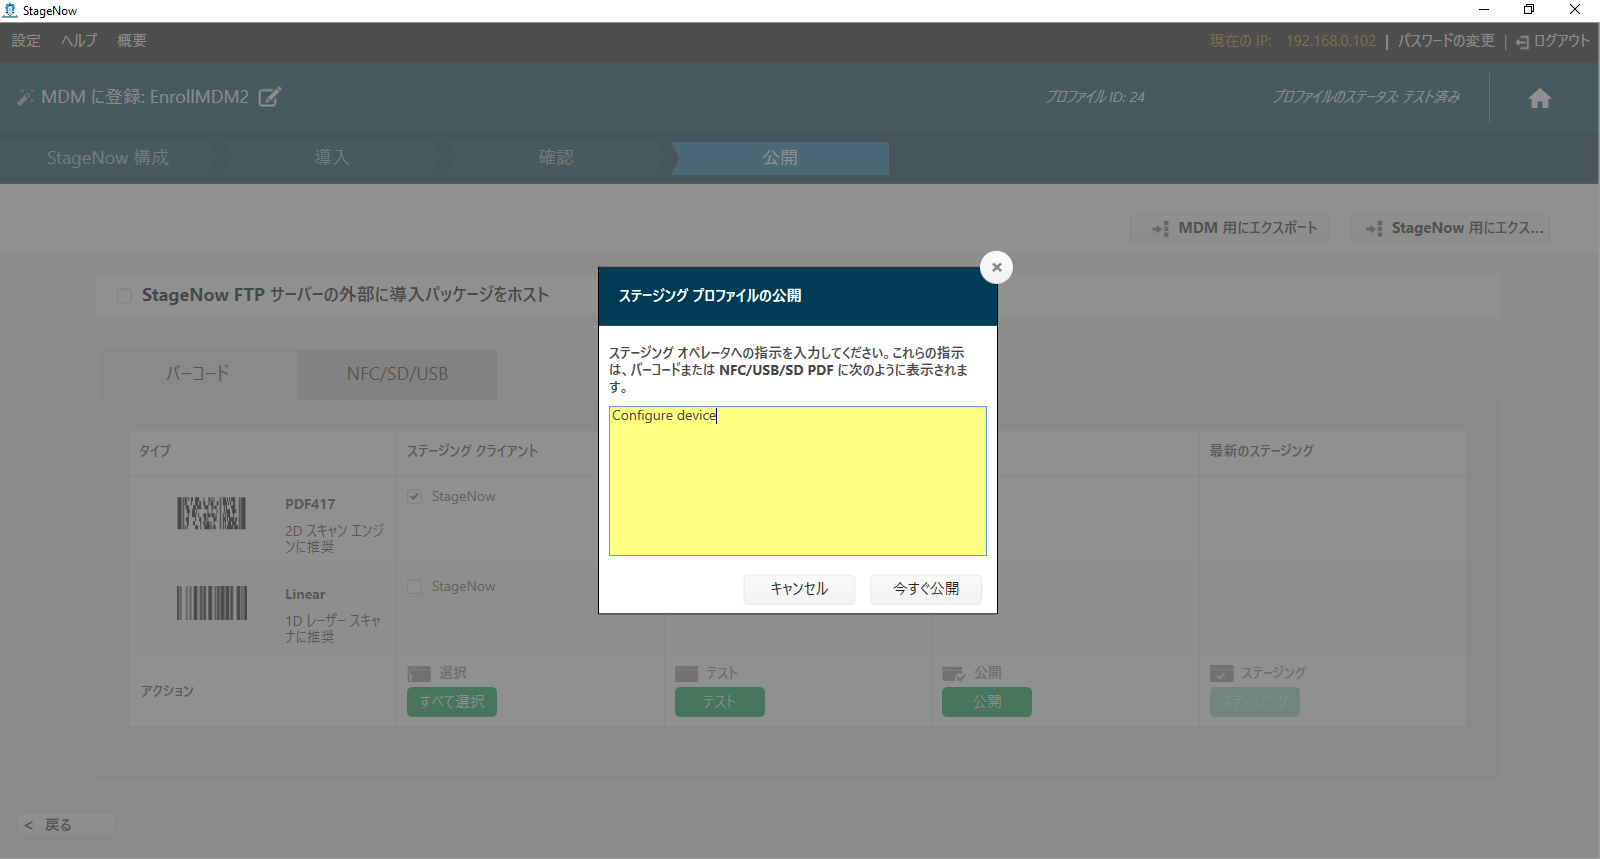 StageNow
設定 ヘルプ 概要
現在の IP: 192.168.0.102 | パスワードの変更 | ログアウト
MDM に登録: EnrollMDM2
プロファイル ID: 24
プロファイルのステータス: テスト済み
StageNow 構成
導入
確認
公開
MDM 用にエクスポート
StageNow 用にエクス...
StageNow FTP サーバーの外部に導入パッケージをホスト
ステージング プロファイルの公開
ステージング オペレータへの指示を入力してください。これらの指示
は、バーコードまたは NFC/USB/SD PDF に次のように表示されま
す。
Configure device
キャンセル
今すぐ公開
バーコード
NFC/SD/USB
タイプ
ステージング クライアント
最新のステージング
PDF417
2D スキャン エンジ
ンに推奨
StageNow
Linear
1D レーザー スキャ
ナに推奨
StageNow
アクション
選択
すべて選択
テスト
テスト
公開
公開
ステージング
ステージング
< 戻る